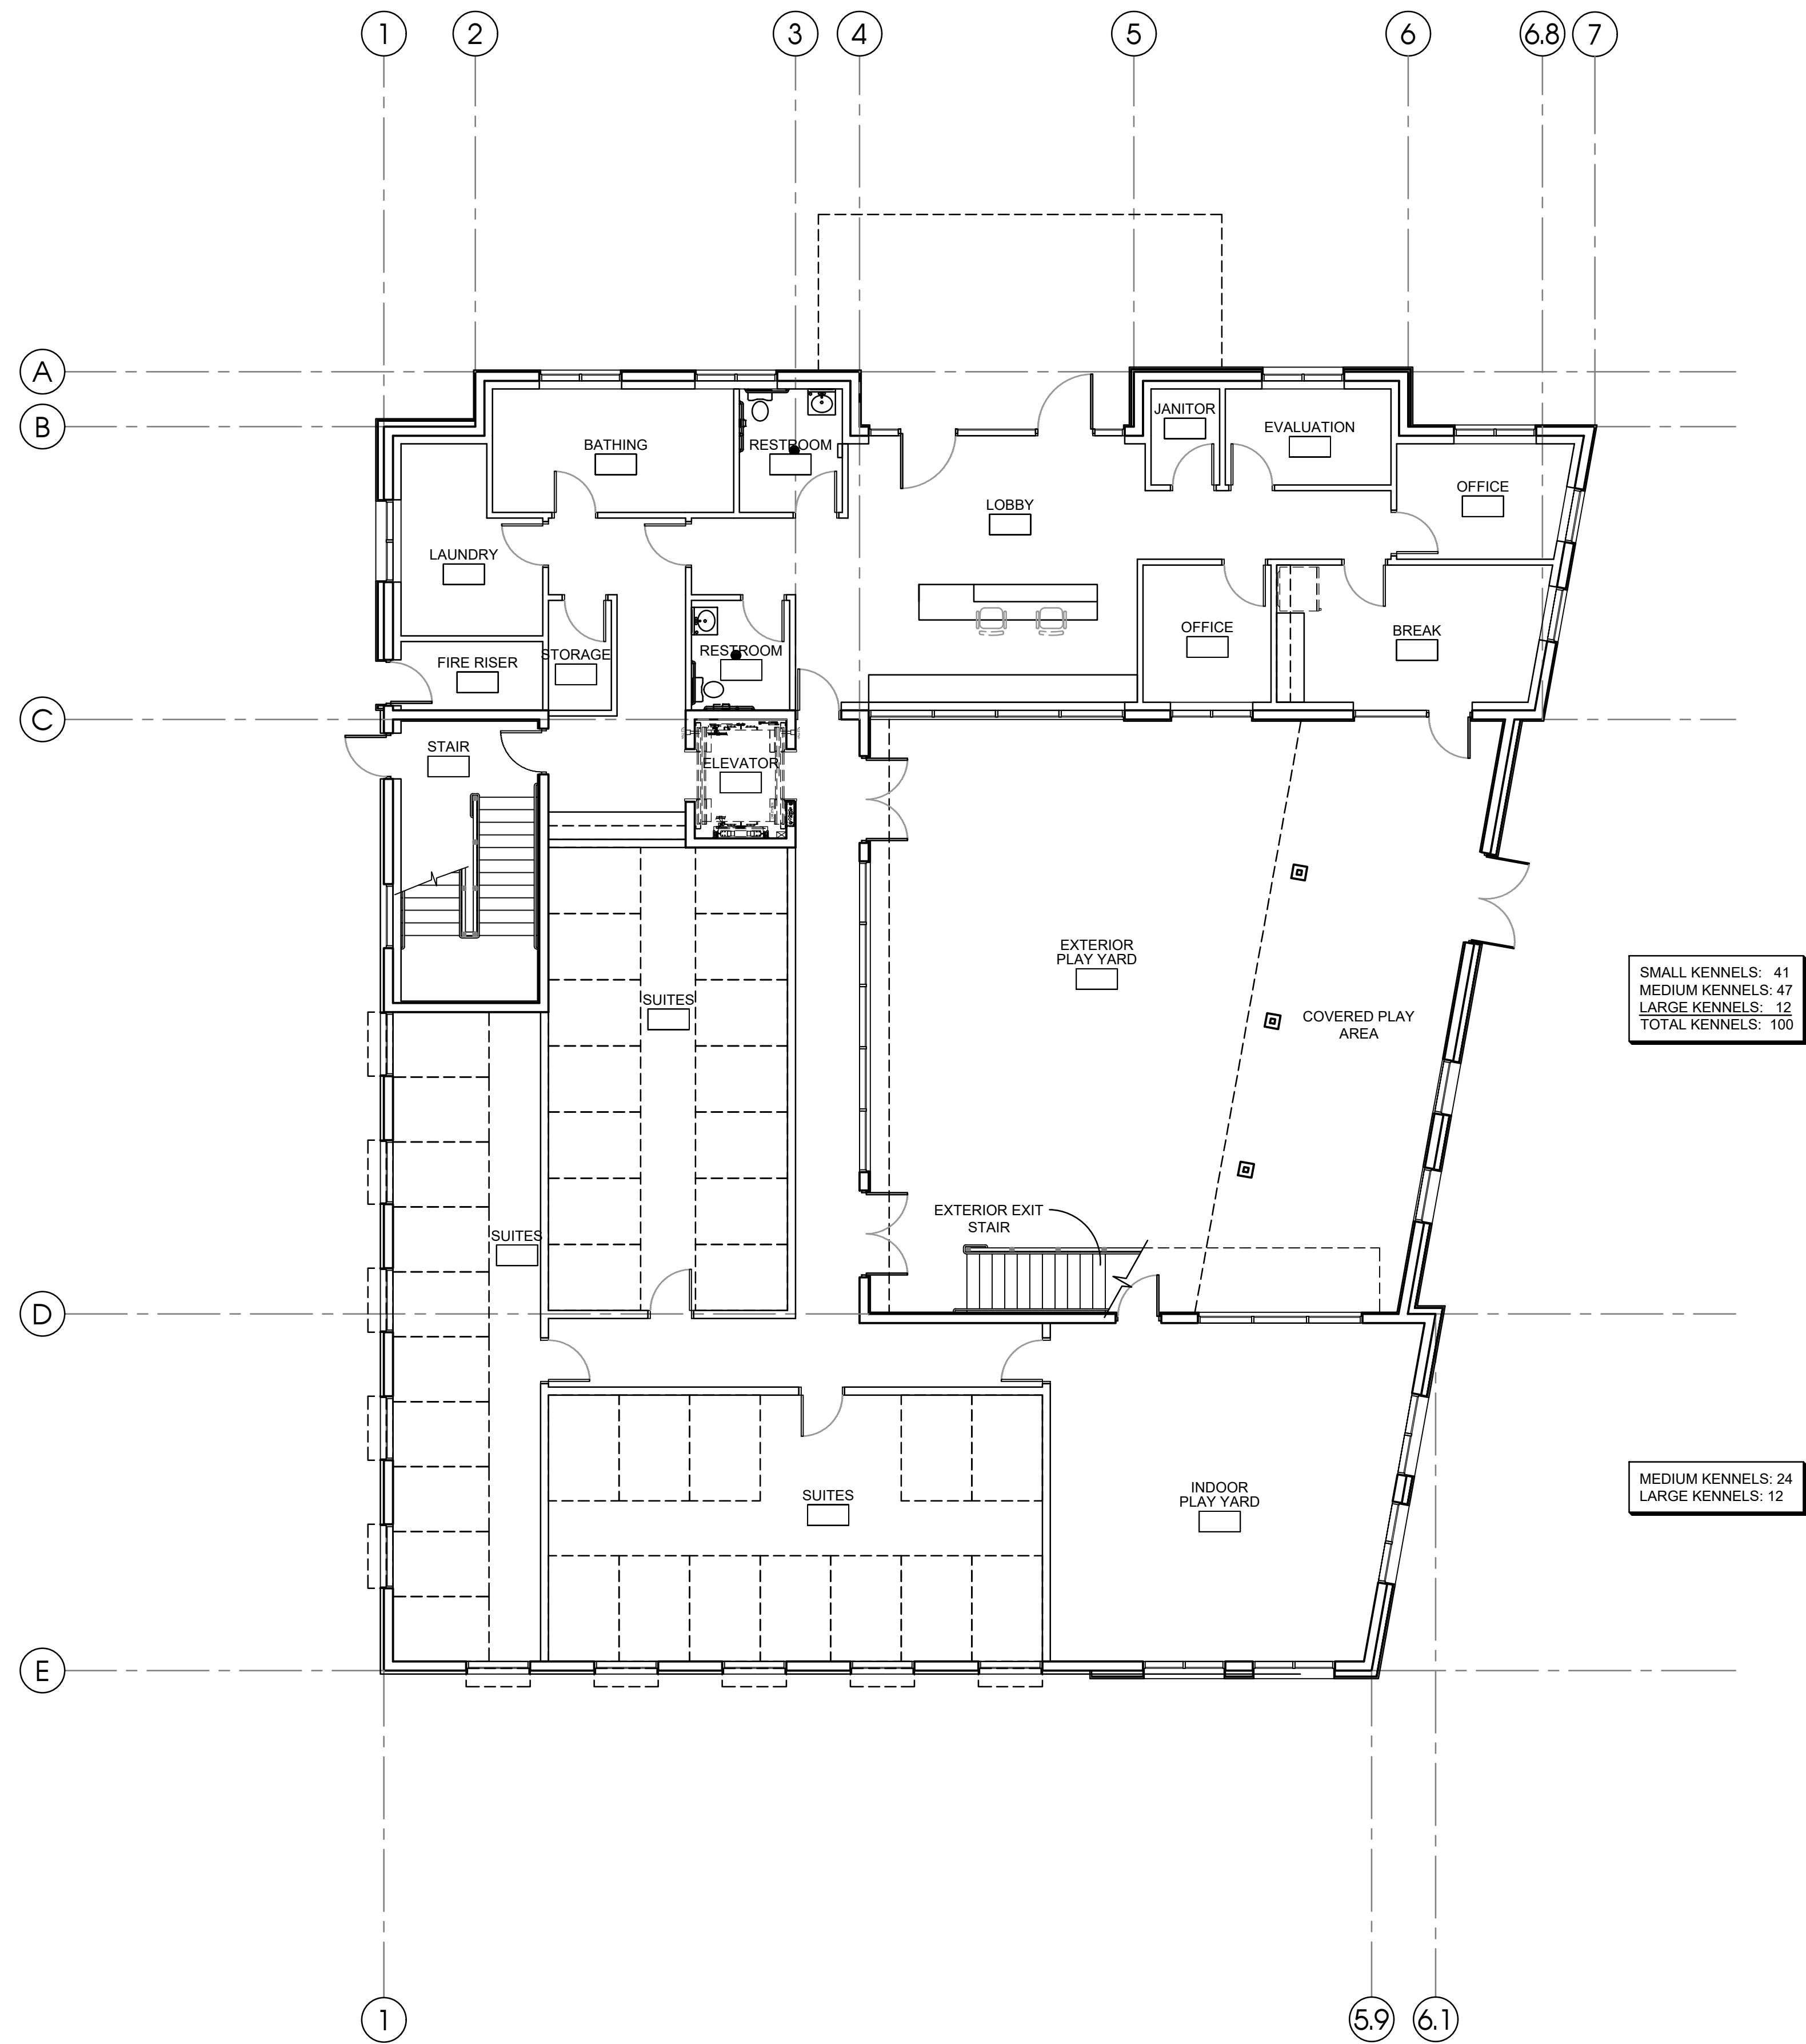 1
2
3
4
5
6
6.8
7
A
B
JANITOR
EVALUATION
BATHING
RESTROOM
OFFICE
LOBBY
LAUNDRY
OFFICE
BREAK
RESTROOM
STORAGE
FIRE RISER
C
STAIR
ELEVATOR
EXTERIOR
PLAY YARD
SMALL KENNELS: 41
MEDIUM KENNELS: 47
LARGE KENNELS: 12
TOTAL KENNELS: 100
SUITES
COVERED PLAY
AREA
EXTERIOR EXIT
STAIR
SUITES
D
MEDIUM KENNELS: 24
LARGE KENNELS: 12
INDOOR
PLAY YARD
SUITES
E
1
5.9
6.1